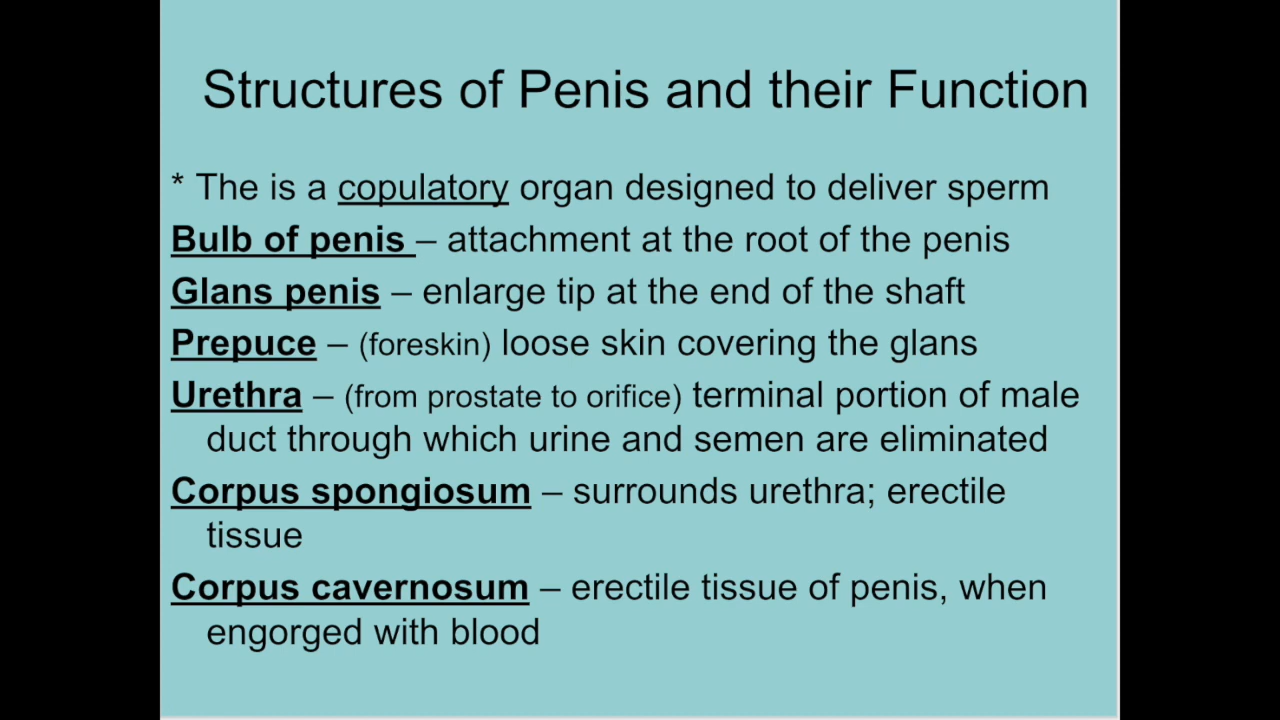 Structures of Penis and their Function
* The is a copulatory organ designed to deliver sperm
Bulb of penis – attachment at the root of the penis
Glans penis – enlarge tip at the end of the shaft
Prepuce – (foreskin) loose skin covering the glans
Urethra – (from prostate to orifice) terminal portion of male
duct through which urine and semen are eliminated
Corpus spongiosum – surrounds urethra; erectile
tissue
Corpus cavernosum – erectile tissue of penis, when
engorged with blood